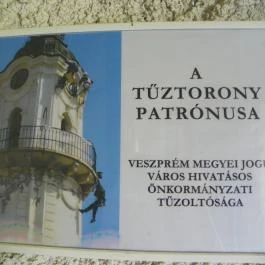 A
TŰZTORONY
PATRÓNUSA
VESZPRÉM MEGYEI JOGÚ
VÁROS HIVATÁSOS
ÖNKORMÁNYZATI
TŰZOLTÓSÁGA